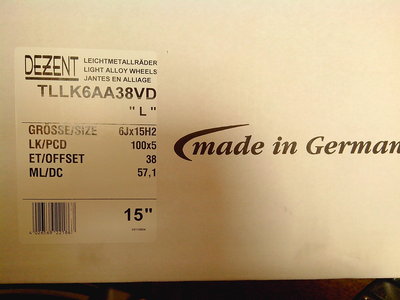 DEZENT
LEICHTMETALLRÄDER
LIGHT ALLOY WHEELS
JANTES EN ALLIAGE
TLLK6AA38VD
"L"
GRÖSSE/SIZE 6Jx15H2
LK/PCD 100x5
ET/OFFSET 38
ML/DC 57,1
15"
made in German